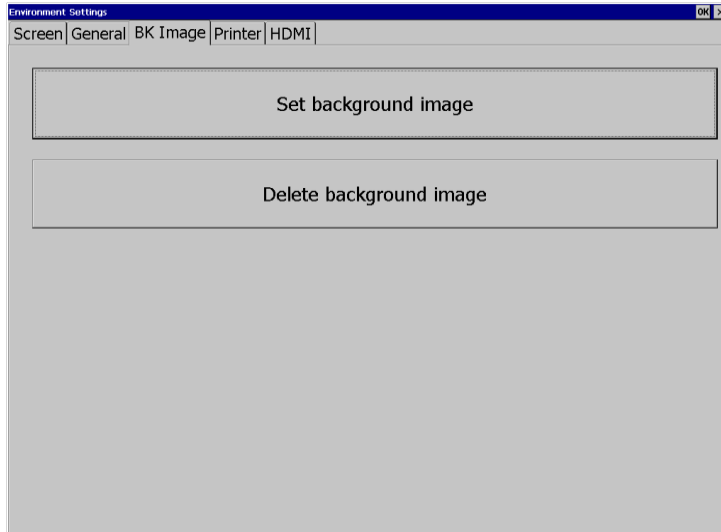 Environment Settings OK ×
Screen General BK Image Printer HDMI
Set background image
Delete background image